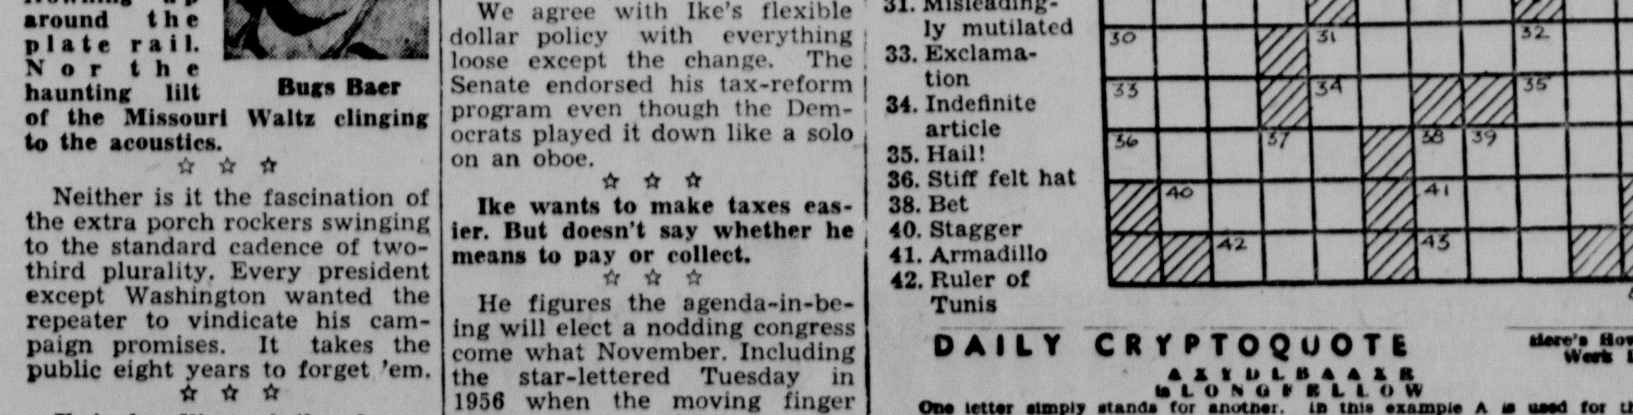 around the
plate rail.
Nor the
haunting lilt
of the Missouri Waltz clinging
to the acoustics.
☆ ☆ ☆
Neither is it the fascination of
the extra porch rockers swinging
to the standard cadence of two-
third plurality. Every president
except Washington wanted the
repeater to vindicate his cam-
paign promises. It takes the
public eight years to forget 'em.
☆ ☆ ☆
Bugs Baer
We agree with Ike's flexible
dollar policy with everything
loose except the change. The
Senate endorsed his tax-reform
program even though the Dem-
ocrats played it down like a solo
on an oboe.
☆ ☆ ☆
Ike wants to make taxes eas-
ier. But doesn't say whether he
means to pay or collect.
☆ ☆ ☆
He figures the agenda-in-be-
ing will elect a nodding congress
come what November. Including
the star-lettered Tuesday in
1956 when the moving finger
31. Misleading-
ly mutilated
33. Exclama-
tion
34. Indefinite
article
35. Hail!
36. Stiff felt hat
38. Bet
40. Stagger
41. Armadillo
42. Ruler of
Tunis
30 31 32
33 34 35
36 37 38 39
40 41
42 43
DAILY CRYPTOQUOTE
Here's How
Work
A X Y D L B A A X R
is L O N G F E L L O W
One letter simply stands for another. In this example A is used for